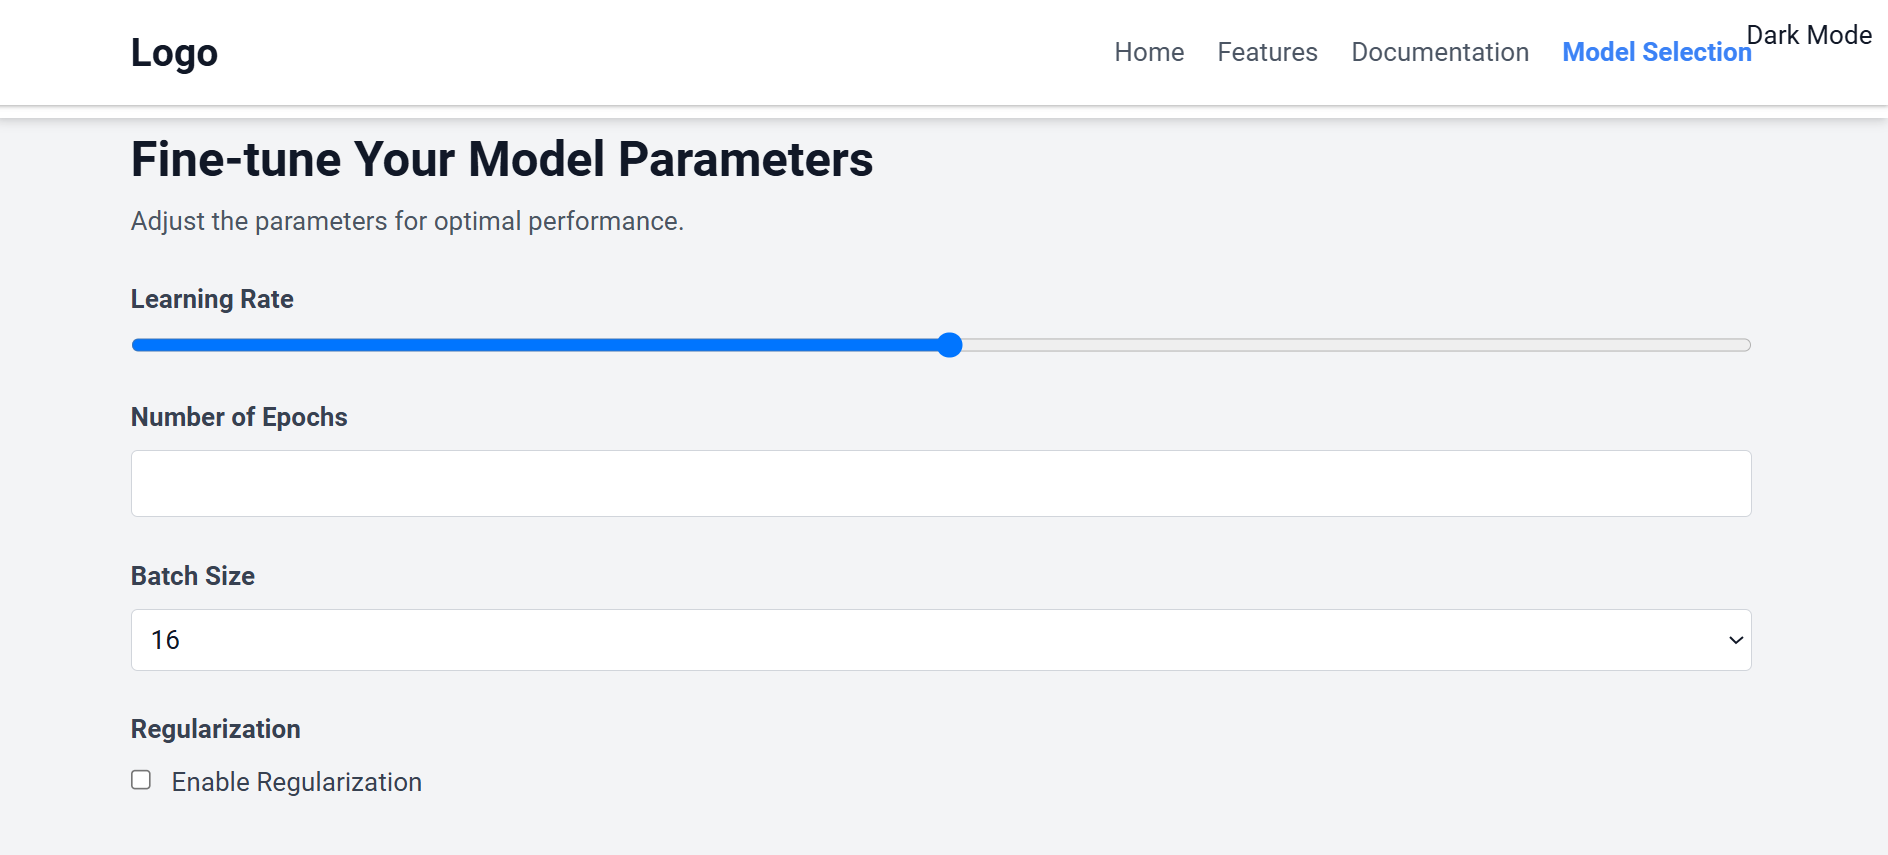 Logo
Home Features Documentation Model Selection Dark Mode
Fine-tune Your Model Parameters
Adjust the parameters for optimal performance.
Learning Rate
Number of Epochs
Batch Size
16
Regularization
Enable Regularization